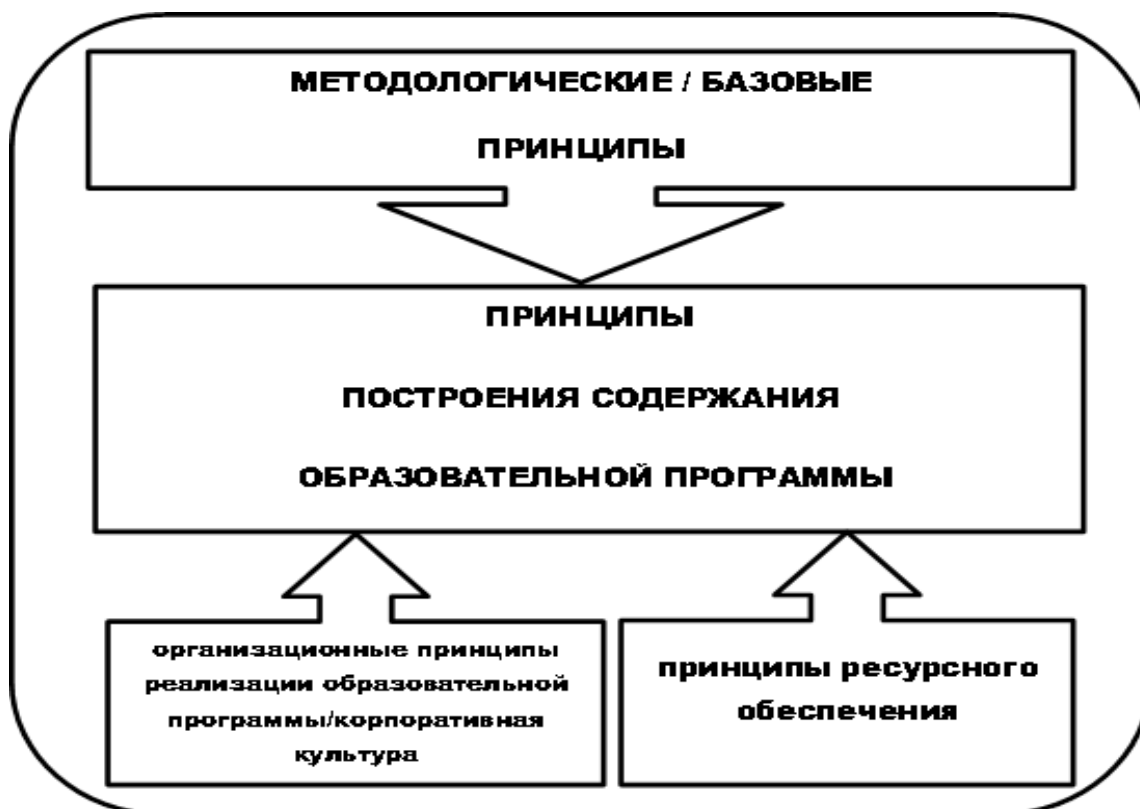 МЕТОДОЛОГИЧЕСКИЕ / БАЗОВЫЕ
ПРИНЦИПЫ
ПРИНЦИПЫ
ПОСТРОЕНИЯ СОДЕРЖАНИЯ
ОБРАЗОВАТЕЛЬНОЙ ПРОГРАММЫ
организационные принципы
реализации образовательной
программы/корпоративная
культура
принципы ресурсного
обеспечения